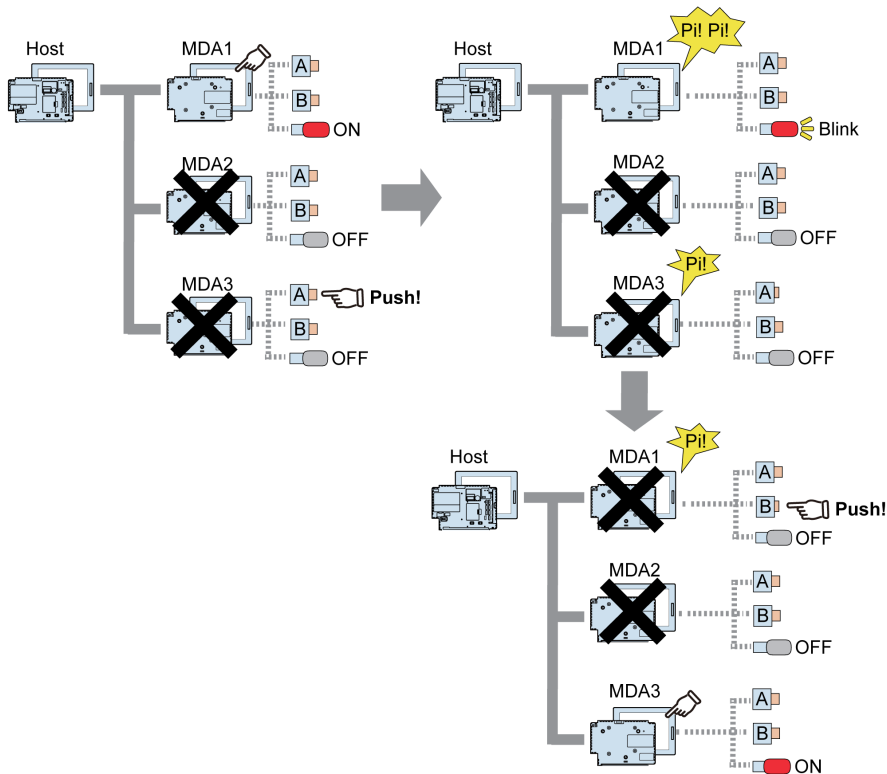 Host
MDA1
A
B
ON
MDA2
A
B
OFF
MDA3
A
Push!
B
OFF
Pi! Pi!
Host
MDA1
A
B
Blink
MDA2
A
B
OFF
Pi!
MDA3
A
B
OFF
Pi!
Host
MDA1
A
B
Push!
OFF
MDA2
A
B
OFF
MDA3
A
B
ON